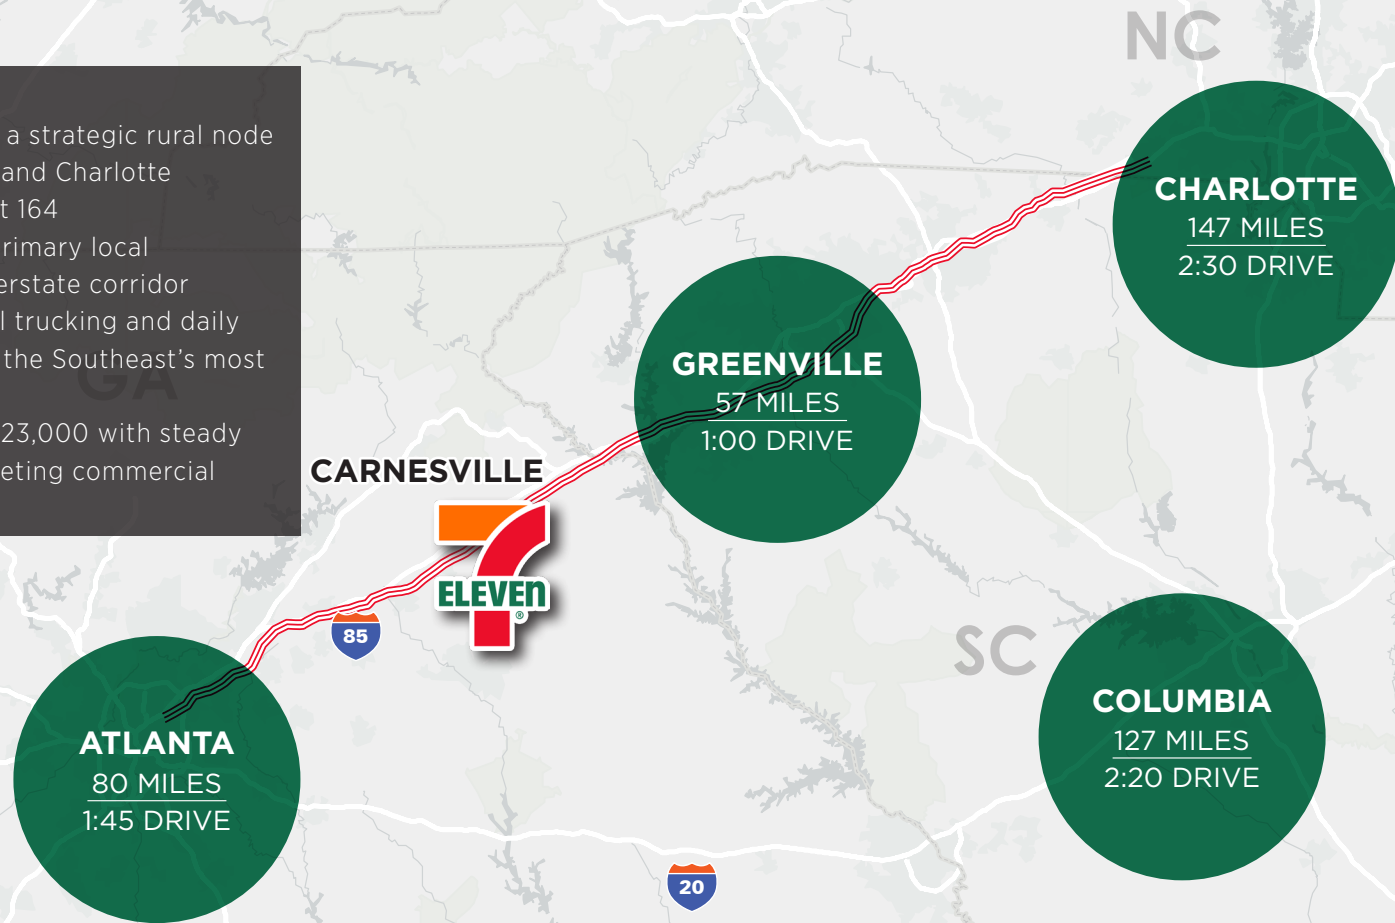 NC
a strategic rural node
and Charlotte
t 164
rimary local
erstate corridor
l trucking and daily
the Southeast's most
GA
23,000 with steady
eting commercial
CHARLOTTE
147 MILES
2:30 DRIVE
GREENVILLE
57 MILES
1:00 DRIVE
CARNESVILLE
7
ELEVEn
®
85
SC
ATLANTA
80 MILES
1:45 DRIVE
COLUMBIA
127 MILES
2:20 DRIVE
20